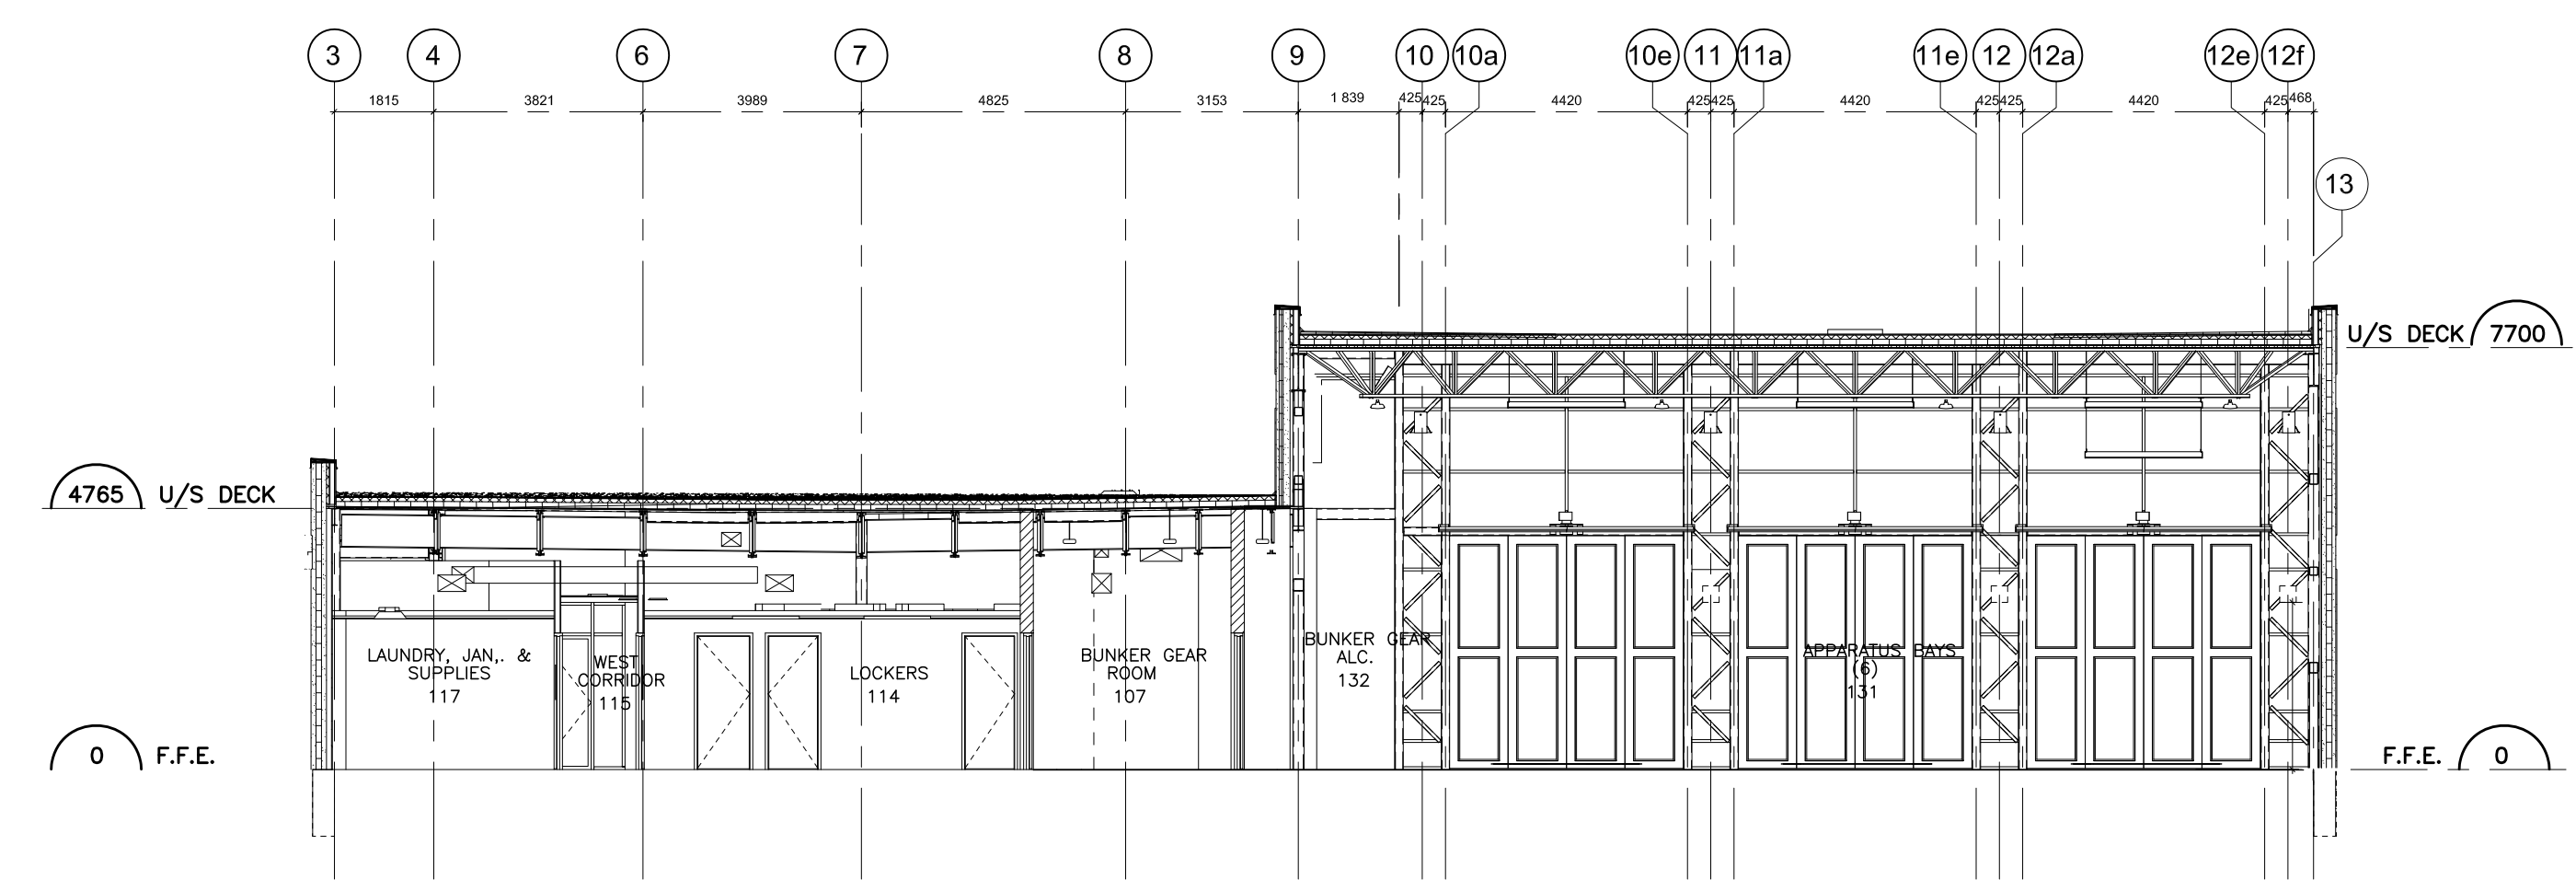 3 4 6 7 8 9 10 10a 10e 11 11a 11e 12 12a 12e 12f
1815 3821 3989 4825 3153 1 839 425 425 4420 425 425 4420 425 425 4420 425 468
13
U/S DECK 7700
4765 U/S DECK
LAUNDRY, JAN,. &
SUPPLIES
117
WEST
CORRIDOR
115
LOCKERS
114
BUNKER GEAR
ROOM
107
BUNKER GEAR
ALC.
132
APPARATUS BAYS
(6)
131
0 F.F.E.
F.F.E. 0